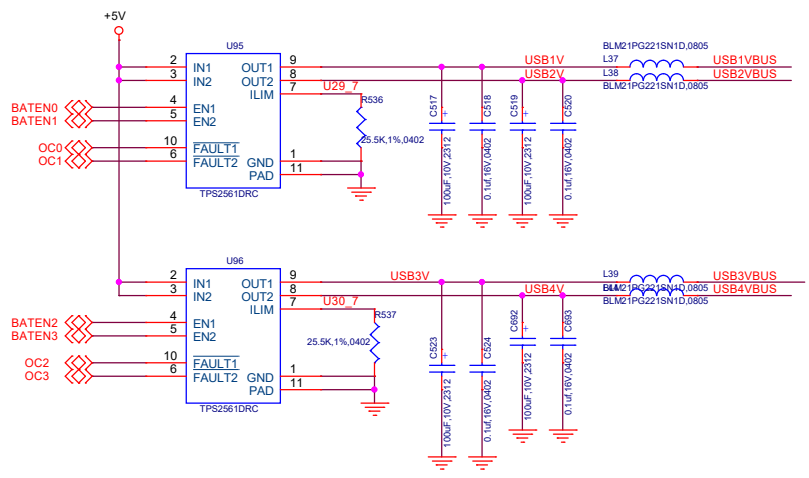 +5V
U95
BLM21PG221SN1D,0805
2 IN1 OUT1 9 USB1V L37 USB1VBUS
3 IN2 OUT2 8 USB2V L38 USB2VBUS
ILIM 7 U29_7 BLM21PG221SN1D,0805
BATEN0 4 EN1 R536 C517 C518 C519 C520
BATEN1 5 EN2
25.5K,1%,0402
OC0 10 FAULT1
OC1 6 FAULT2 GND 1
PAD 11
100uF,10V,2312 0.1uf,16V,0402 100uF,10V,2312 0.1uf,16V,0402
TPS2561DRC
U96
2 IN1 OUT1 9 USB3V L39 USB3VBUS
3 IN2 OUT2 8 USB4V USB4VBUS
ILIM 7 U30_7 BLM21PG221SN1D,0805
BATEN2 4 EN1 R537 C692 C693
BATEN3 5 EN2
25.5K,1%,0402 C523 C524
OC2 10 FAULT1
OC3 6 FAULT2 GND 1
PAD 11
100uF,10V,2312 0.1uf,16V,0402 100uF,10V,2312 0.1uf,16V,0402
TPS2561DRC